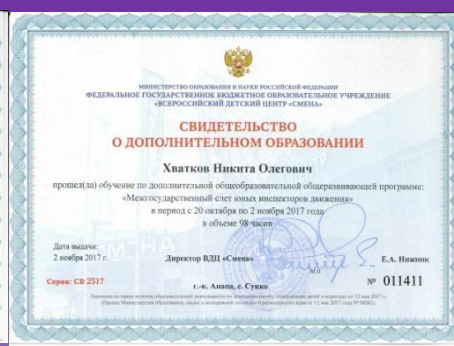 МИНИСТЕРСТВО ОБРАЗОВАНИЯ И НАУКИ РОССИЙСКОЙ ФЕДЕРАЦИИ
ФЕДЕРАЛЬНОЕ ГОСУДАРСТВЕННОЕ БЮДЖЕТНОЕ ОБРАЗОВАТЕЛЬНОЕ УЧРЕЖДЕНИЕ
«ВСЕРОССИЙСКИЙ ДЕТСКИЙ ЦЕНТР «СМЕНА»
СВИДЕТЕЛЬСТВО
О ДОПОЛНИТЕЛЬНОМ ОБРАЗОВАНИИ
Хватков Никита Олегович
прошел(ла) обучение по дополнительной общеобразовательной общеразвивающей программе:
«Межгосударственный слет юных инспекторов движения»
в период с 20 октября по 2 ноября 2017 года
в объеме 98 часов
Дата выдачи:
2 ноября 2017 г.
Директор ВДЦ «Смена»
Е.А. Нижник
М.П.
Серия: СВ 2517
№ 011411
г.-к. Анапа, с. Сукко